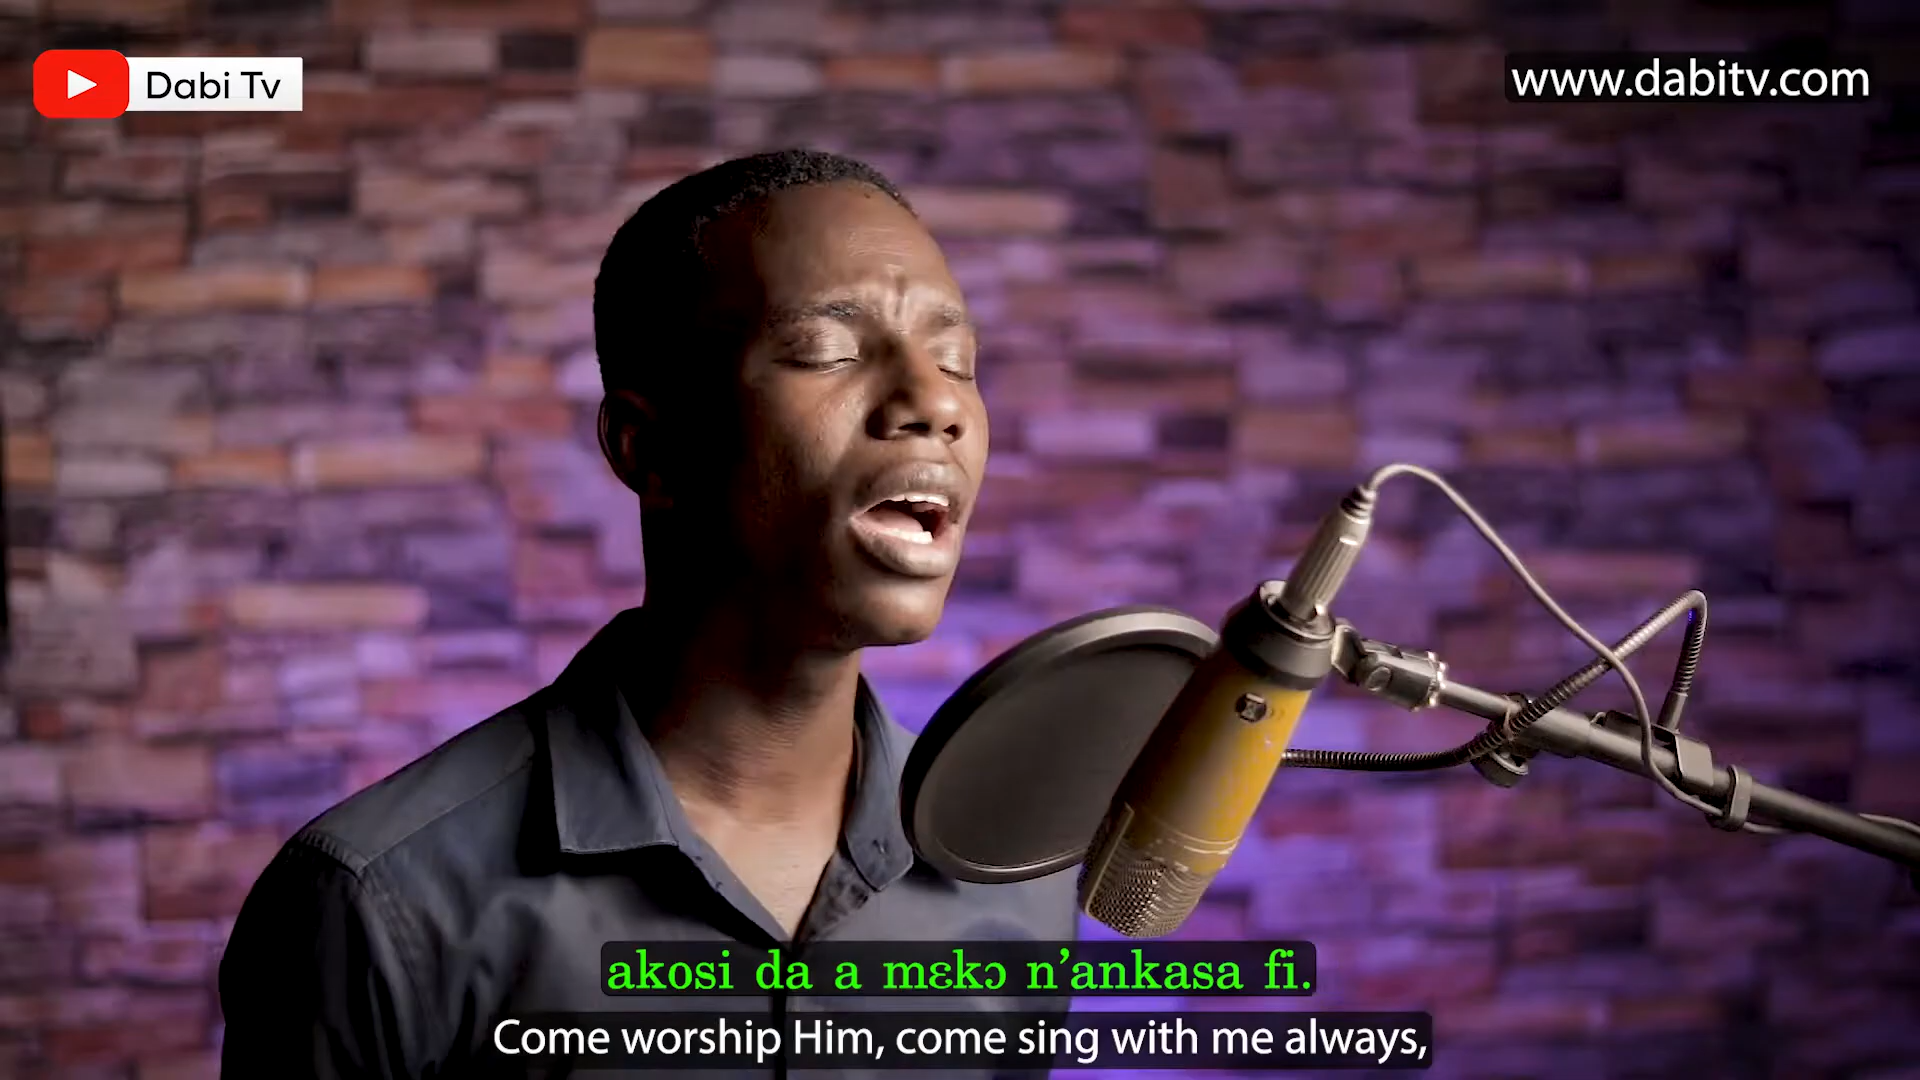 Dabi Tv
www.dabitv.com
akosi da a mɛkɔ n’ankasa fi.
Come worship Him, come sing with me always,